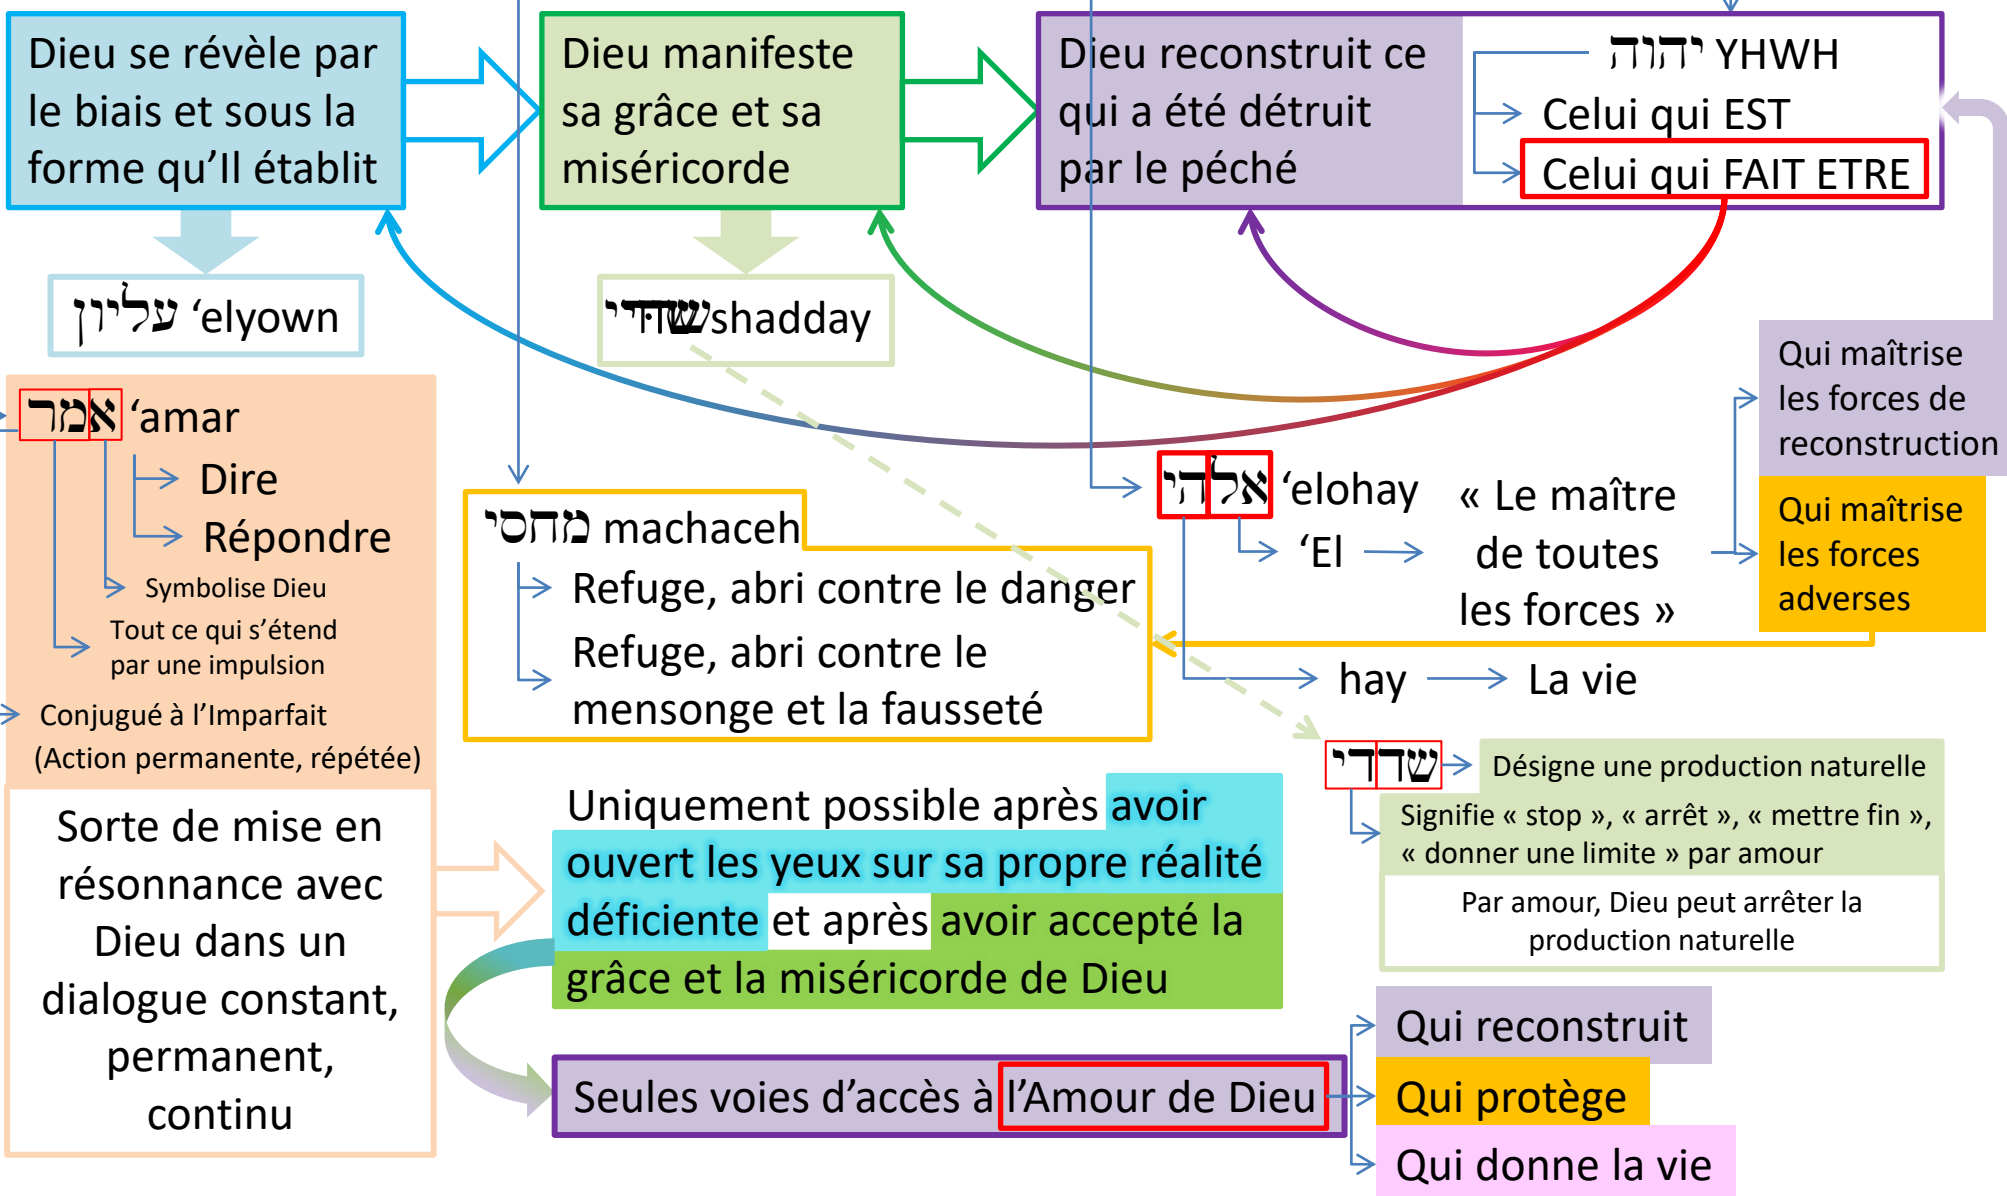 Dieu se révèle par
le biais et sous la
forme qu’Il établit
Dieu manifeste
sa grâce et sa
miséricorde
Dieu reconstruit ce
qui a été détruit
par le péché
יהוה YHWH
Celui qui EST
Celui qui FAIT ETRE
עליון ‘elyown
שׁדּי shadday
אמר ‘amar
Dire
Répondre
Symbolise Dieu
Tout ce qui s’étend
par une impulsion
Conjugué à l’Imparfait
(Action permanente, répétée)
Sorte de mise en
résonnance avec
Dieu dans un
dialogue constant,
permanent,
continu
מחסי machaceh
Refuge, abri contre le danger
Refuge, abri contre le
mensonge et la fausseté
אלהי ‘elohay
‘El
« Le maître
de toutes
les forces »
hay
La vie
Qui maîtrise
les forces de
reconstruction
Qui maîtrise
les forces
adverses
שדדי
Désigne une production naturelle
Signifie « stop », « arrêt », « mettre fin »,
« donner une limite » par amour
Par amour, Dieu peut arrêter la
production naturelle
Uniquement possible après avoir
ouvert les yeux sur sa propre réalité
déficiente et après avoir accepté la
grâce et la miséricorde de Dieu
Seules voies d’accès à l’Amour de Dieu
Qui reconstruit
Qui protège
Qui donne la vie